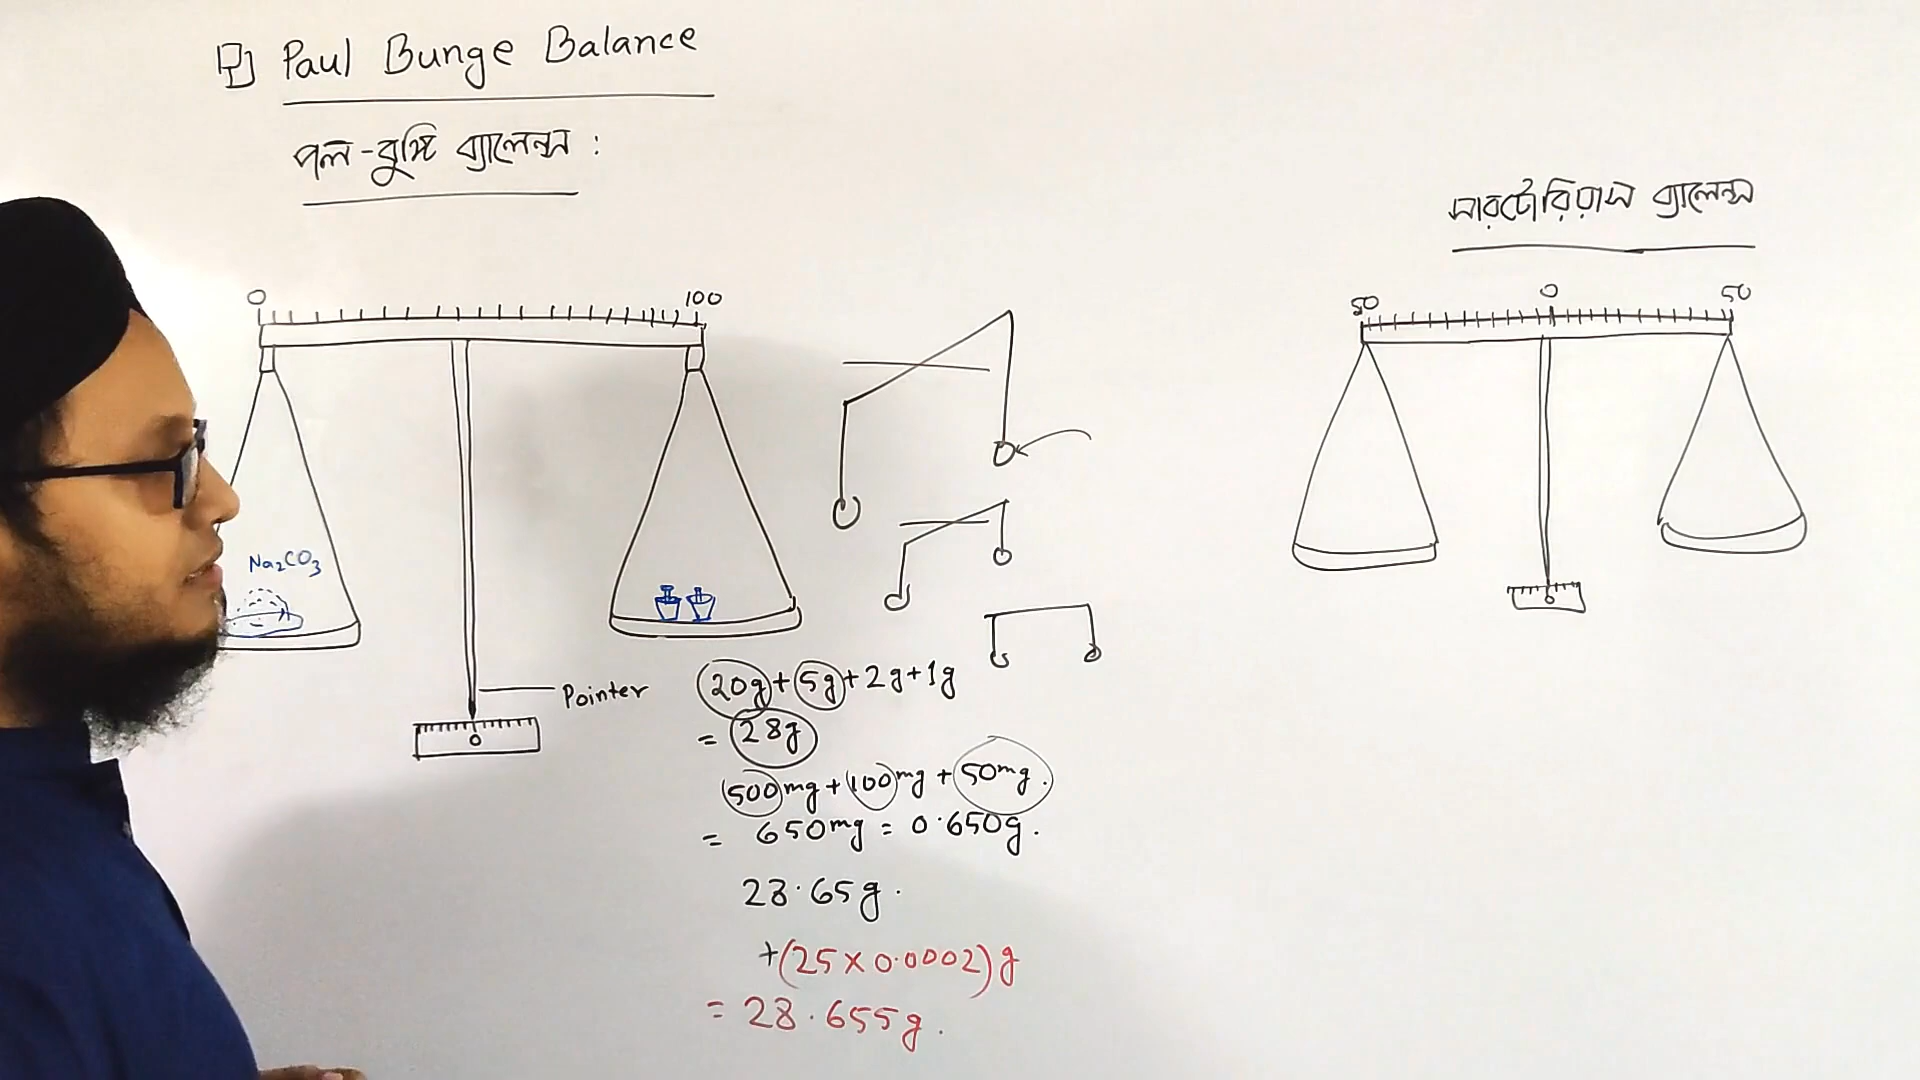 Paul Bunge Balance
পল-বুঙ্গি ব্যালেন্স :
0 100
Na₂CO₃
Pointer
0
20g + 5g + 2g + 1g
= 28g
500mg + 100mg + 50mg.
= 650mg = 0.650g.
28.65g.
+(25 × 0.0002)g
= 28.655g.
সারটোরিয়াস ব্যালেন্স
50 0 50
0